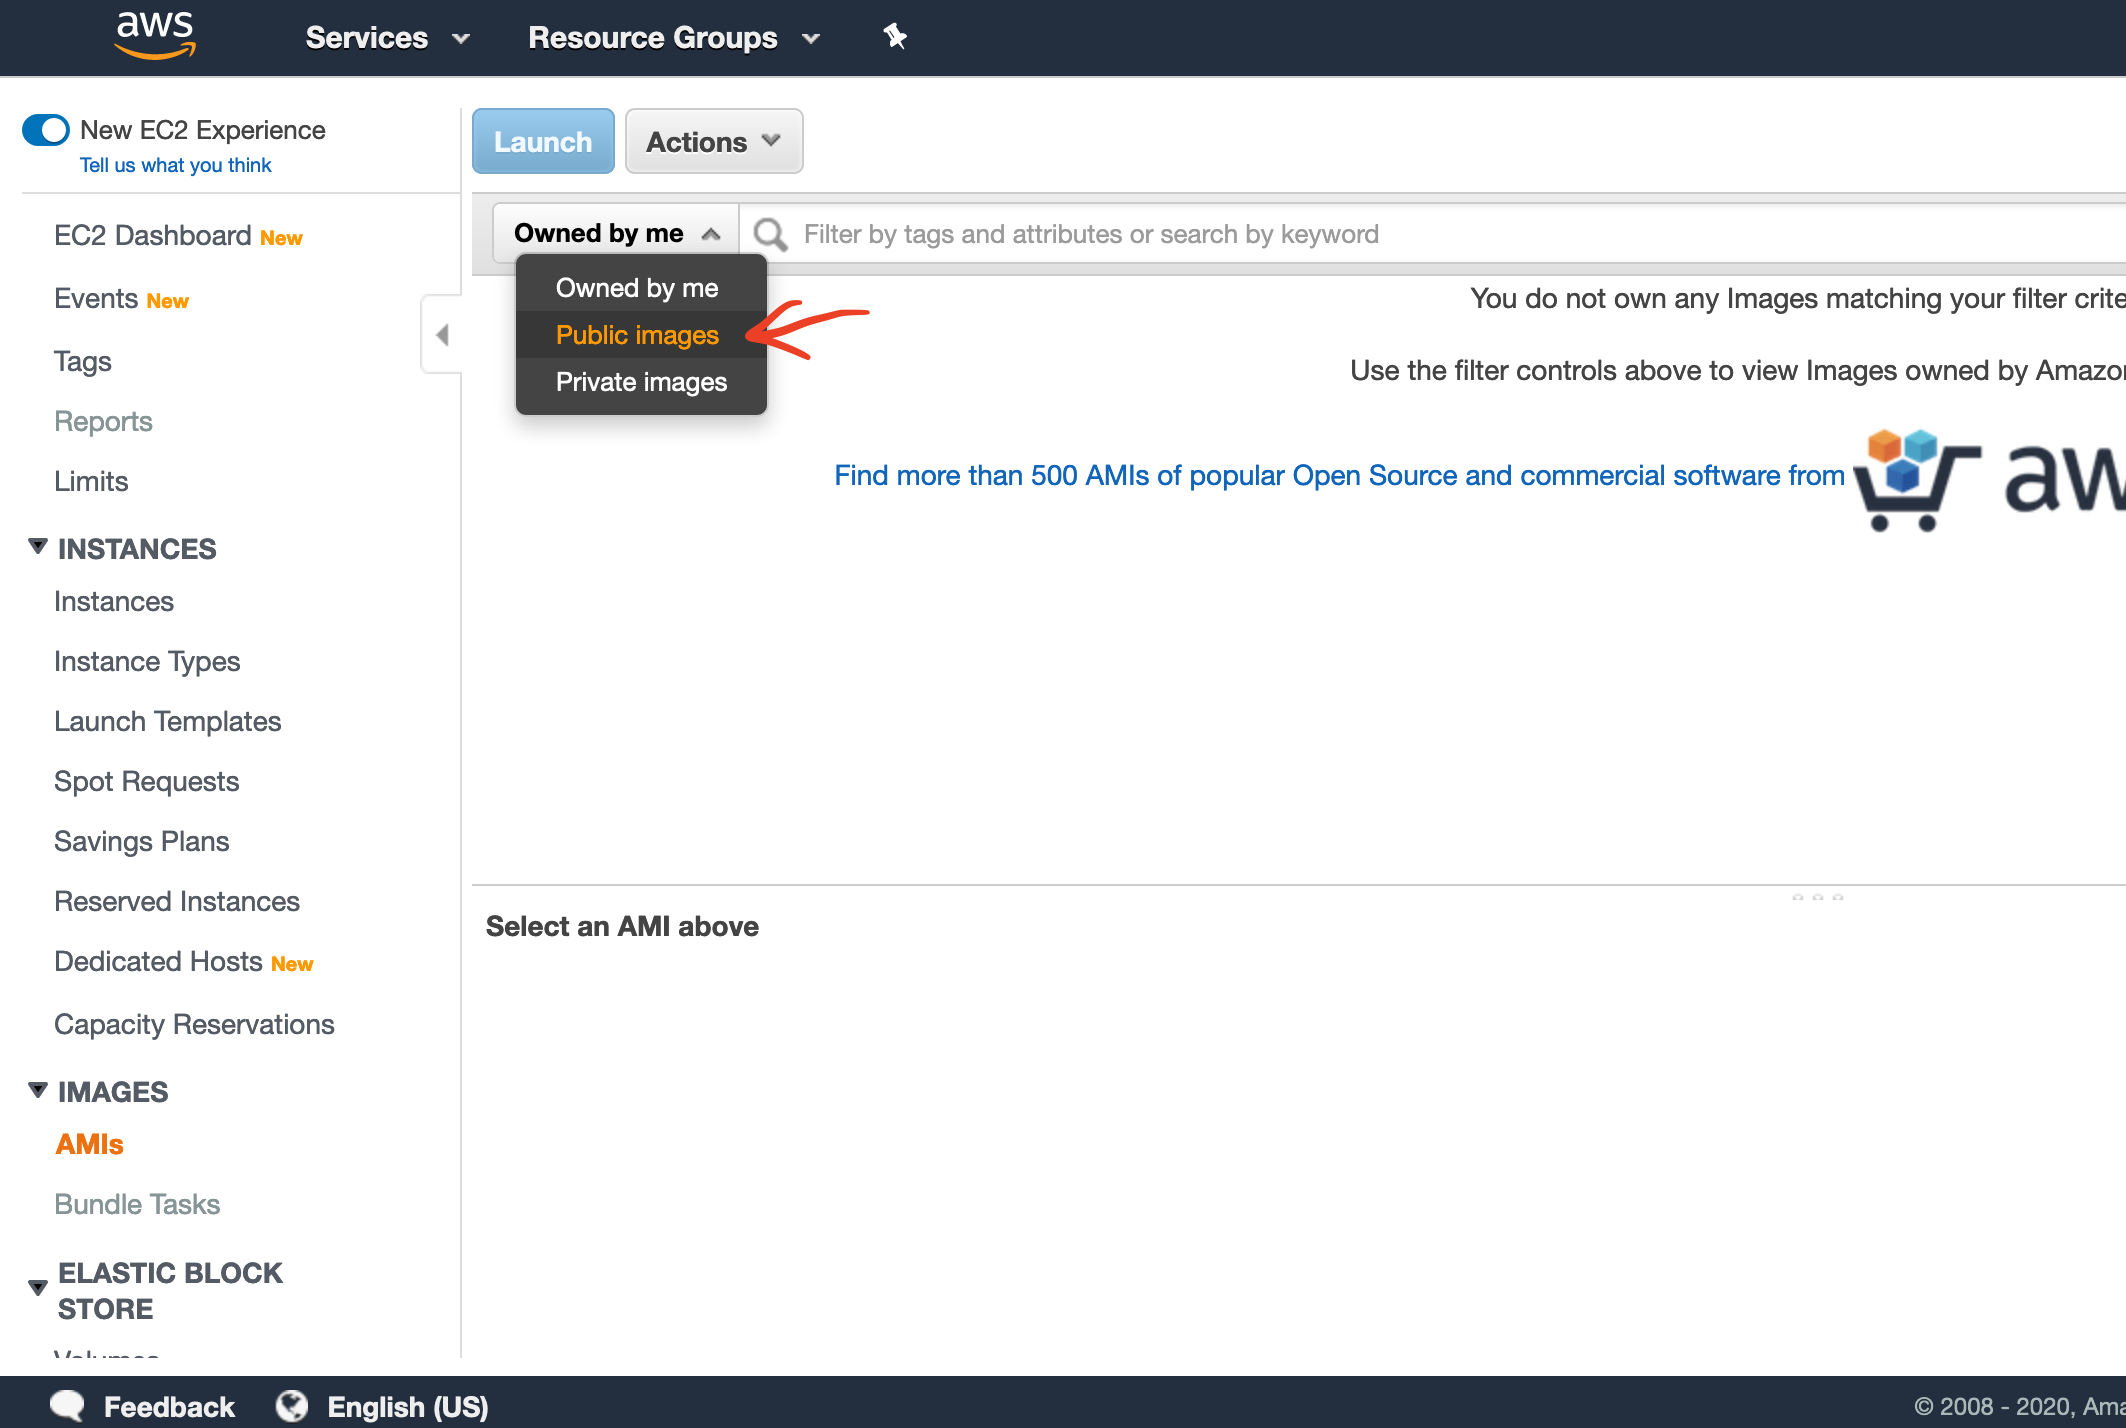 aws
Services
Resource Groups
New EC2 Experience
Tell us what you think
EC2 Dashboard New
Events New
Tags
Reports
Limits
INSTANCES
Instances
Instance Types
Launch Templates
Spot Requests
Savings Plans
Reserved Instances
Dedicated Hosts New
Capacity Reservations
IMAGES
AMIs
Bundle Tasks
ELASTIC BLOCK
STORE
Volumes
Launch
Actions
Owned by me
Filter by tags and attributes or search by keyword
Owned by me
Public images
Private images
You do not own any Images matching your filter crite
Use the filter controls above to view Images owned by Amazo
Find more than 500 AMIs of popular Open Source and commercial software from
aw
Select an AMI above
Feedback
English (US)
© 2008 - 2020, Ama